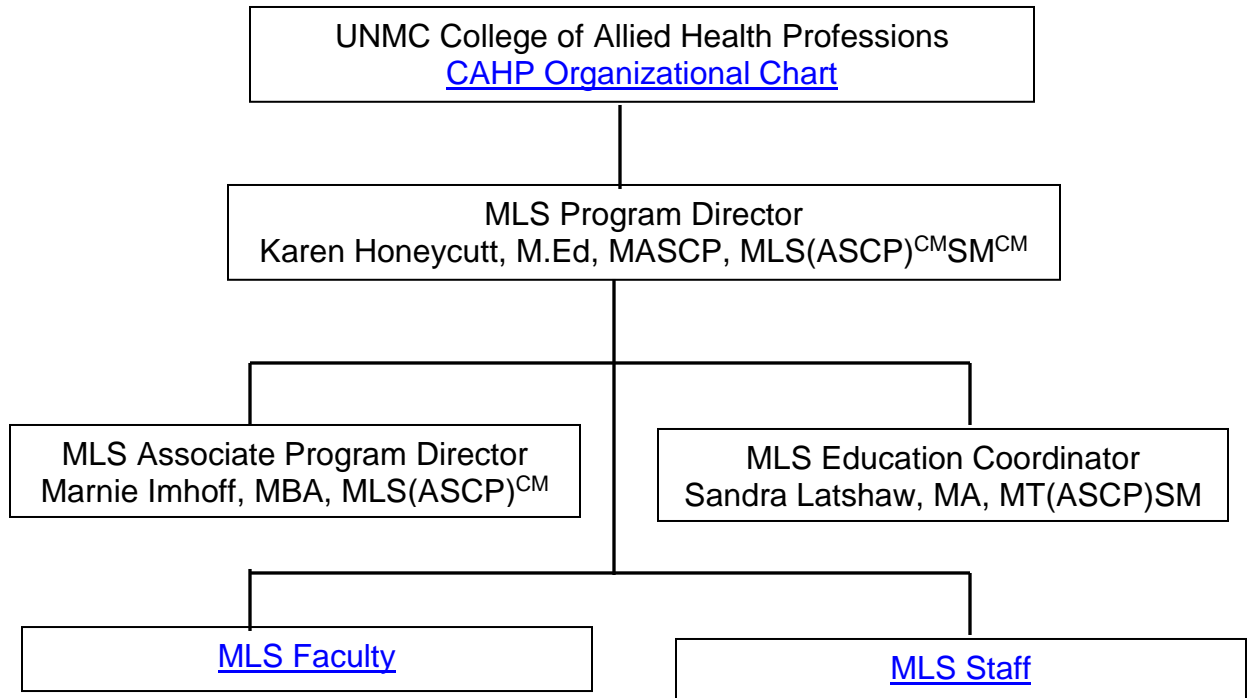 UNMC College of Allied Health Professions
CAHP Organizational Chart
MLS Program Director
Karen Honeycutt, M.Ed, MASCP, MLS(ASCP)ᶜᴹSMᶜᴹ
MLS Associate Program Director
Marnie Imhoff, MBA, MLS(ASCP)ᶜᴹ
MLS Education Coordinator
Sandra Latshaw, MA, MT(ASCP)SM
MLS Faculty
MLS Staff